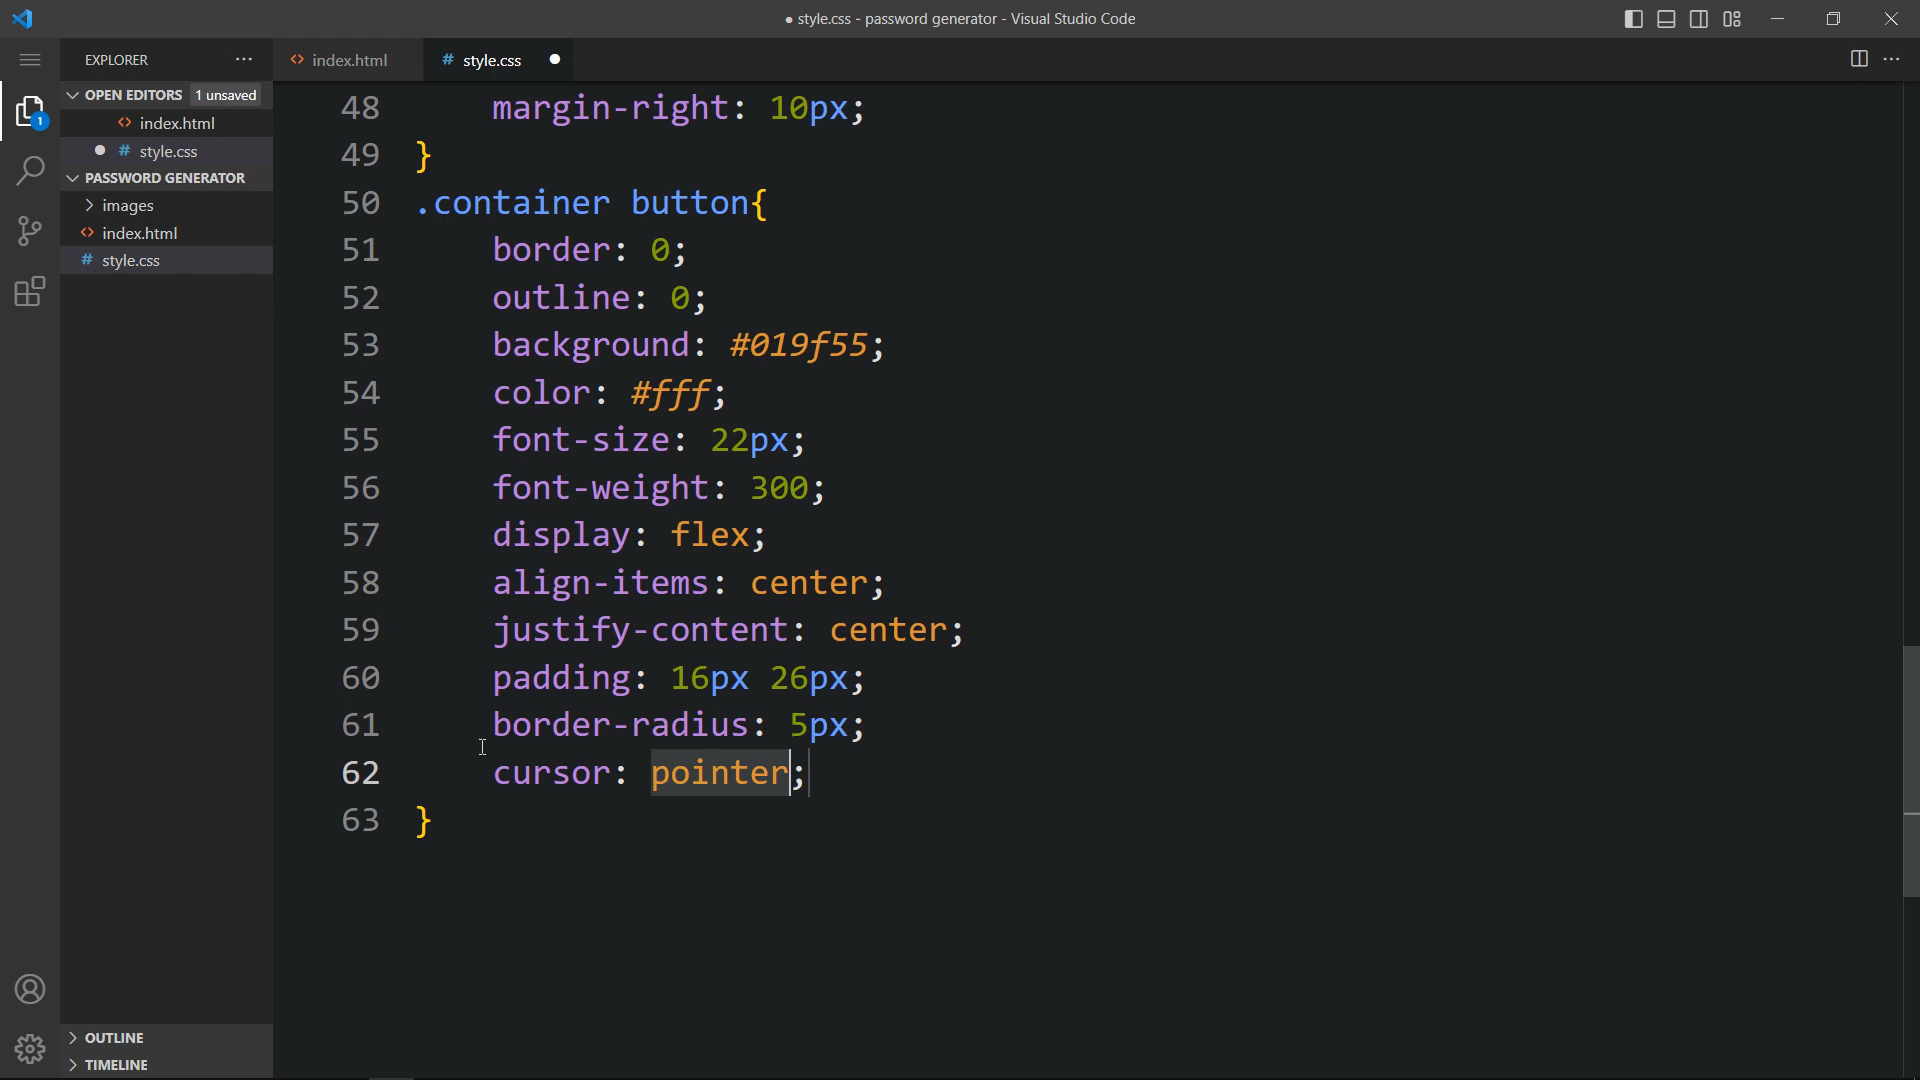 ● style.css - password generator - Visual Studio Code
EXPLORER
index.html
# style.css
OPEN EDITORS 1 unsaved
index.html
# style.css
PASSWORD GENERATOR
images
index.html
# style.css
OUTLINE
TIMELINE
1
48 margin-right: 10px;
49 }
50 .container button{
51 border: 0;
52 outline: 0;
53 background: #019f55;
54 color: #fff;
55 font-size: 22px;
56 font-weight: 300;
57 display: flex;
58 align-items: center;
59 justify-content: center;
60 padding: 16px 26px;
61 border-radius: 5px;
62 cursor: pointer;
63 }